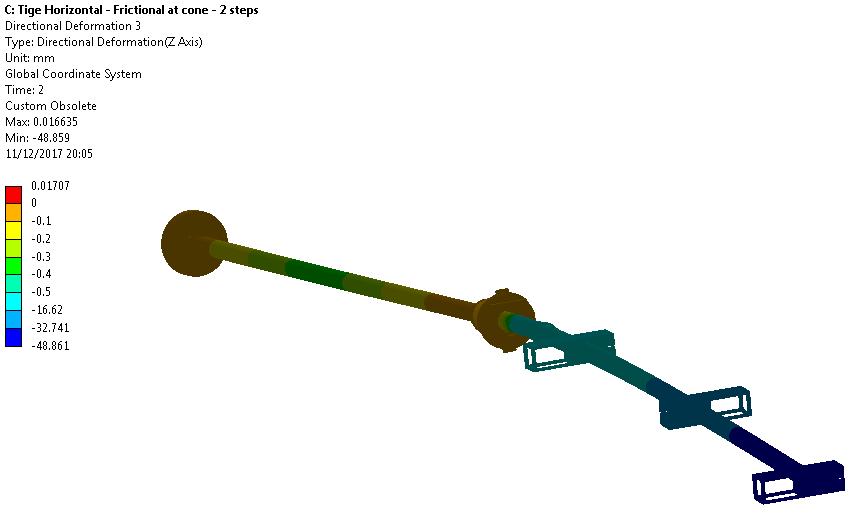 C: Tige Horizontal - Frictional at cone - 2 steps
Directional Deformation 3
Type: Directional Deformation(Z Axis)
Unit: mm
Global Coordinate System
Time: 2
Custom Obsolete
Max: 0.016635
Min: -48.859
11/12/2017 20:05
0.01707
0
-0.1
-0.2
-0.3
-0.4
-0.5
-16.62
-32.741
-48.861